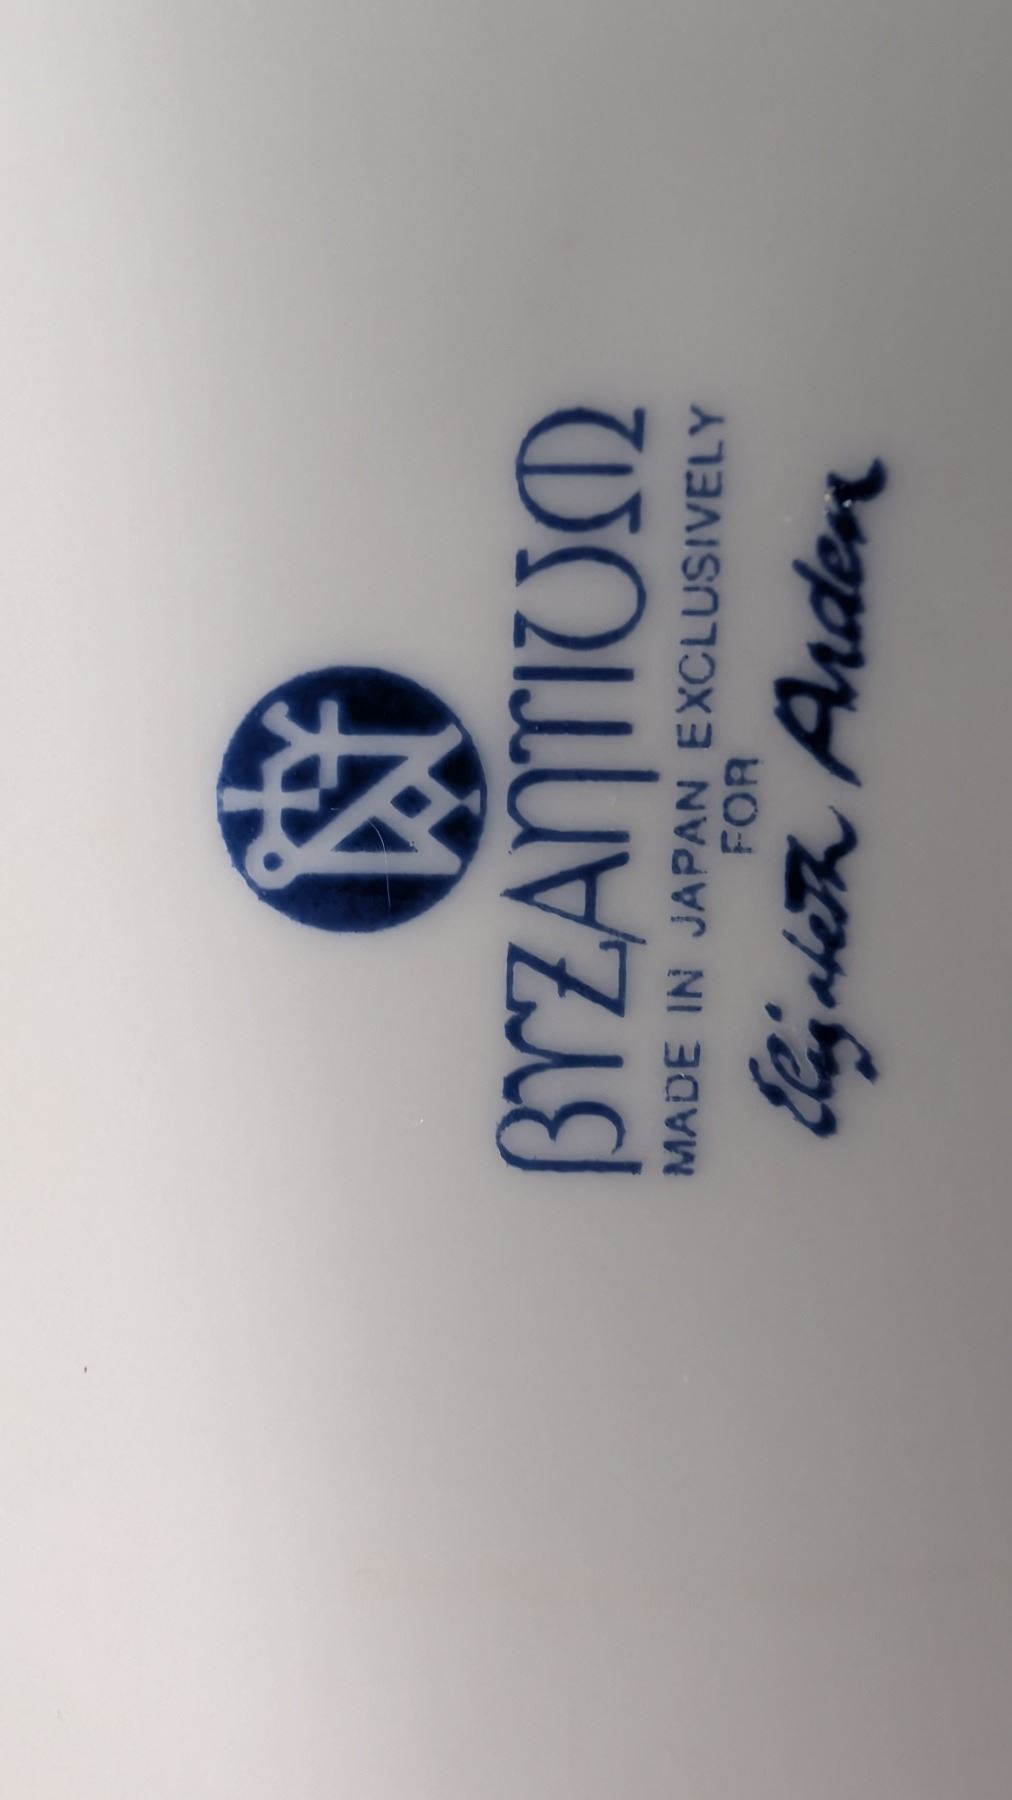 BYZANTIUM
MADE IN JAPAN EXCLUSIVELY
FOR
Elizabeth Arden